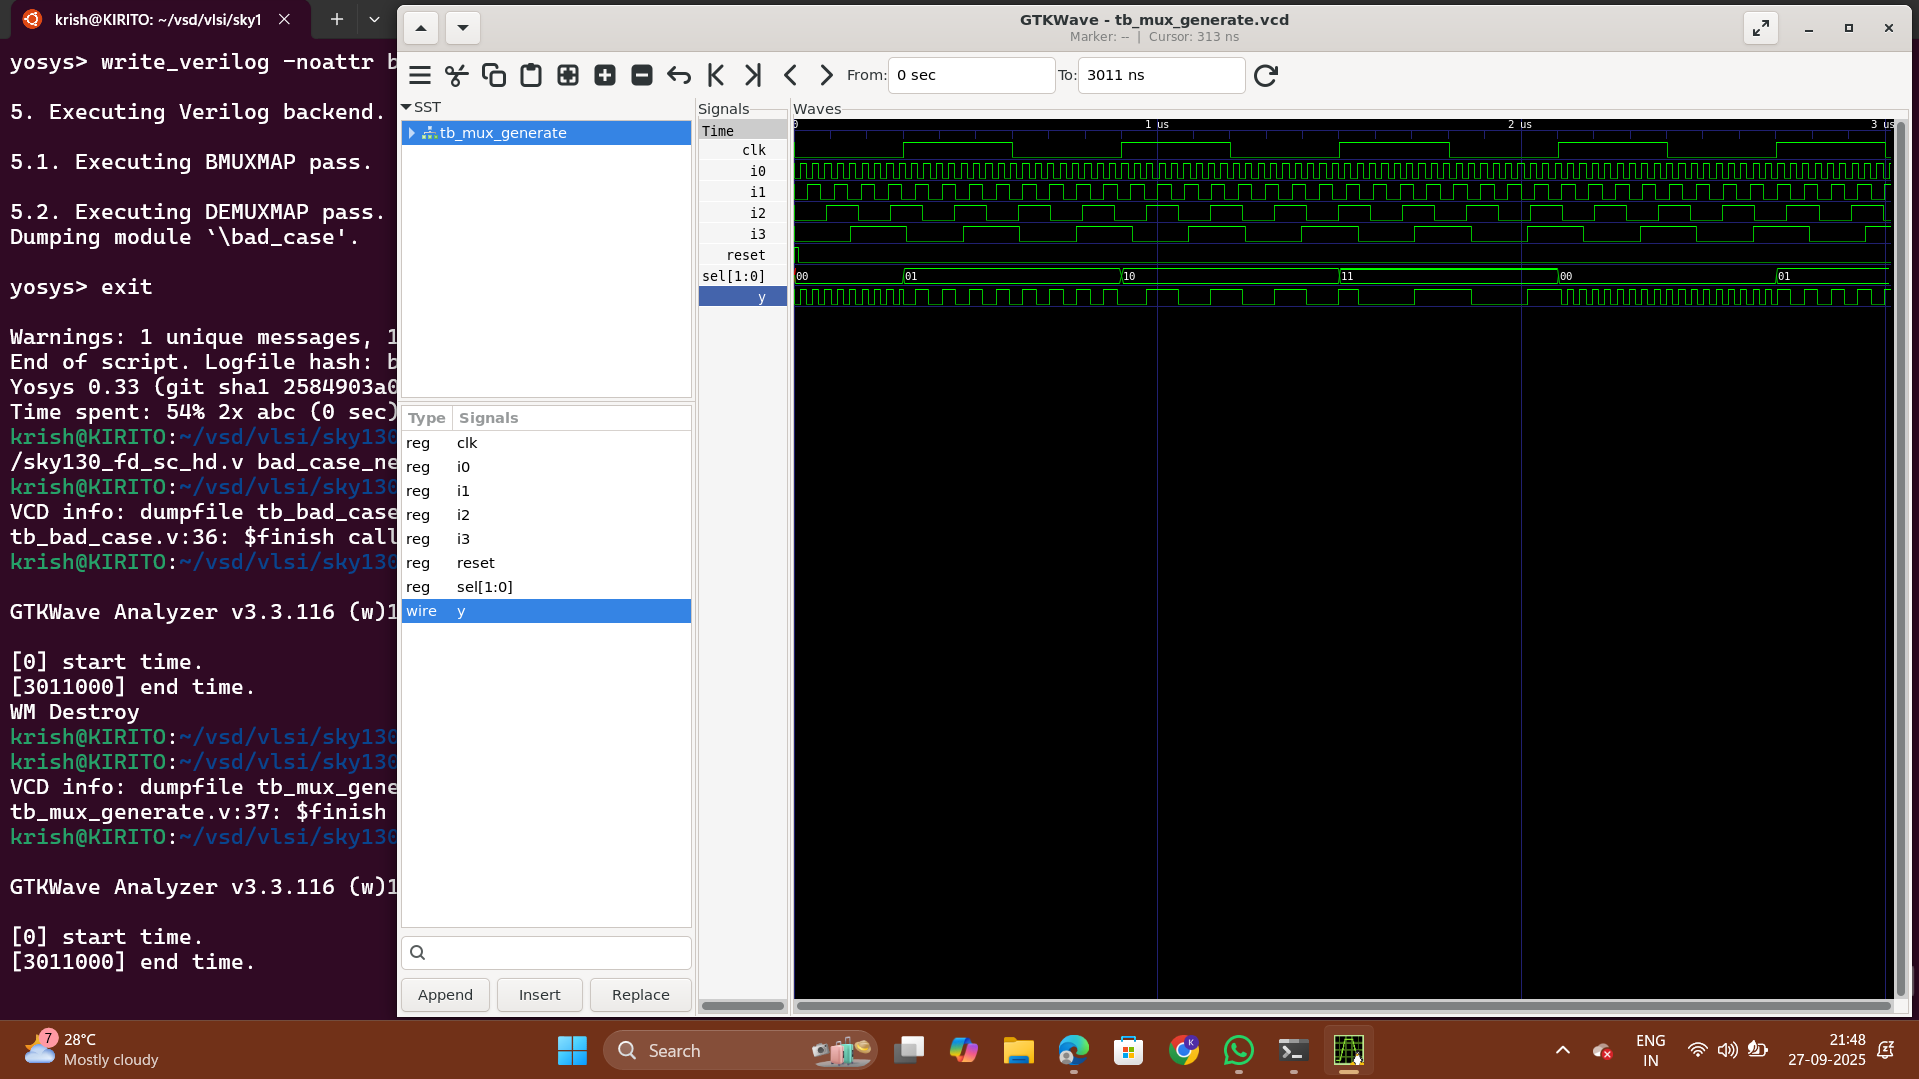 krish@KIRITO: ~/vsd/vlsi/sky1
yosys> write_verilog -noattr b
5. Executing Verilog backend.
5.1. Executing BMUXMAP pass.
5.2. Executing DEMUXMAP pass.
Dumping module `\bad_case'.
yosys> exit
Warnings: 1 unique messages, 1
End of script. Logfile hash: b
Yosys 0.33 (git sha1 2584903a0
Time spent: 54% 2x abc (0 sec)
krish@KIRITO:~/vsd/vlsi/sky130
/sky130_fd_sc_hd.v bad_case_ne
krish@KIRITO:~/vsd/vlsi/sky130
VCD info: dumpfile tb_bad_case
tb_bad_case.v:36: $finish call
krish@KIRITO:~/vsd/vlsi/sky130
GTKWave Analyzer v3.3.116 (w)1
[0] start time.
[3011000] end time.
WM Destroy
krish@KIRITO:~/vsd/vlsi/sky130
krish@KIRITO:~/vsd/vlsi/sky130
VCD info: dumpfile tb_mux_gene
tb_mux_generate.v:37: $finish
krish@KIRITO:~/vsd/vlsi/sky130
GTKWave Analyzer v3.3.116 (w)1
[0] start time.
[3011000] end time.
GTKWave - tb_mux_generate.vcd
Marker: -- | Cursor: 313 ns
From: 0 sec To: 3011 ns
SST
tb_mux_generate
Type Signals
reg clk
reg i0
reg i1
reg i2
reg i3
reg reset
reg sel[1:0]
wire y
Append Insert Replace
Signals
Time
clk
i0
i1
i2
i3
reset
sel[1:0]
y
Waves
0 1 us 2 us 3 us
00 01 10 11 00 01
7
28°C
Mostly cloudy
Search
K
ENG
IN
21:48
27-09-2025